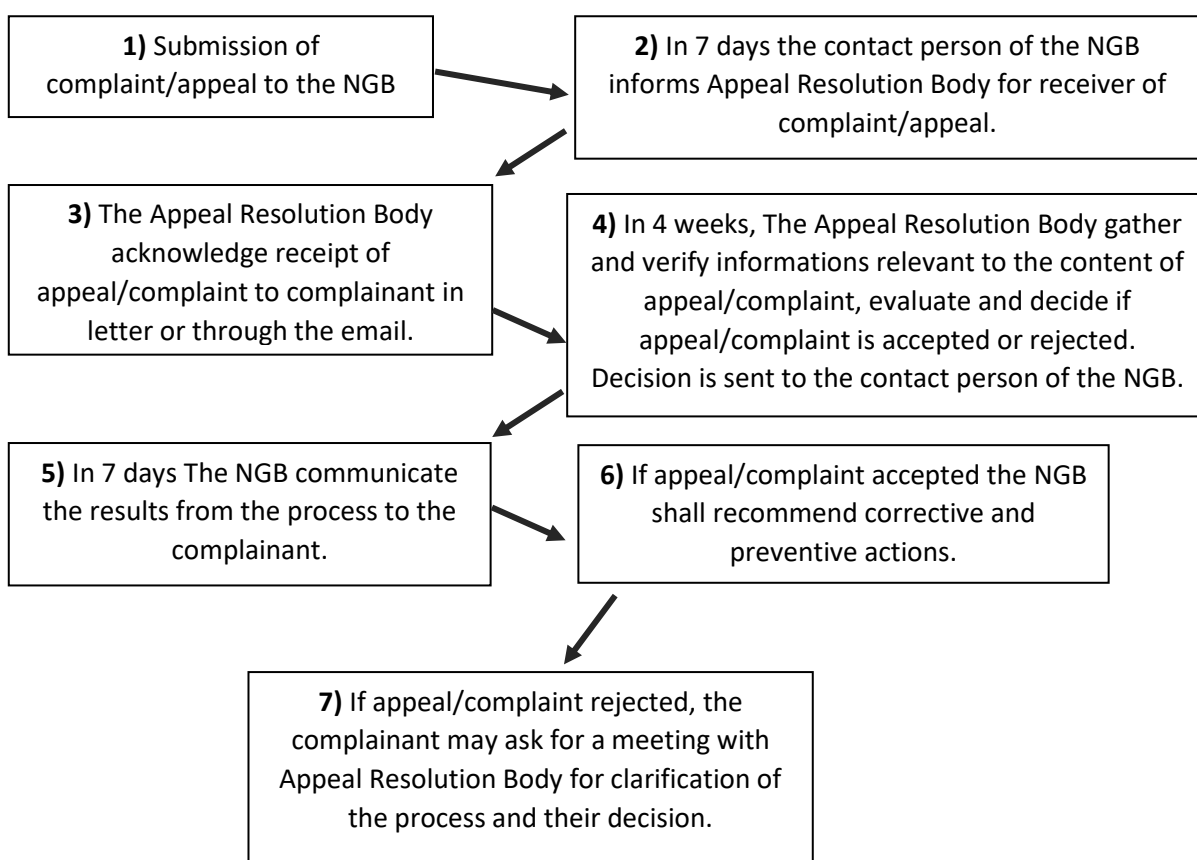 1) Submission of
complaint/appeal to the NGB
2) In 7 days the contact person of the NGB
informs Appeal Resolution Body for receiver of
complaint/appeal.
3) The Appeal Resolution Body
acknowledge receipt of
appeal/complaint to complainant in
letter or through the email.
4) In 4 weeks, The Appeal Resolution Body gather
and verify informations relevant to the content of
appeal/complaint, evaluate and decide if
appeal/complaint is accepted or rejected.
Decision is sent to the contact person of the NGB.
5) In 7 days The NGB communicate
the results from the process to the
complainant.
6) If appeal/complaint accepted the NGB
shall recommend corrective and
preventive actions.
7) If appeal/complaint rejected, the
complainant may ask for a meeting with
Appeal Resolution Body for clarification of
the process and their decision.